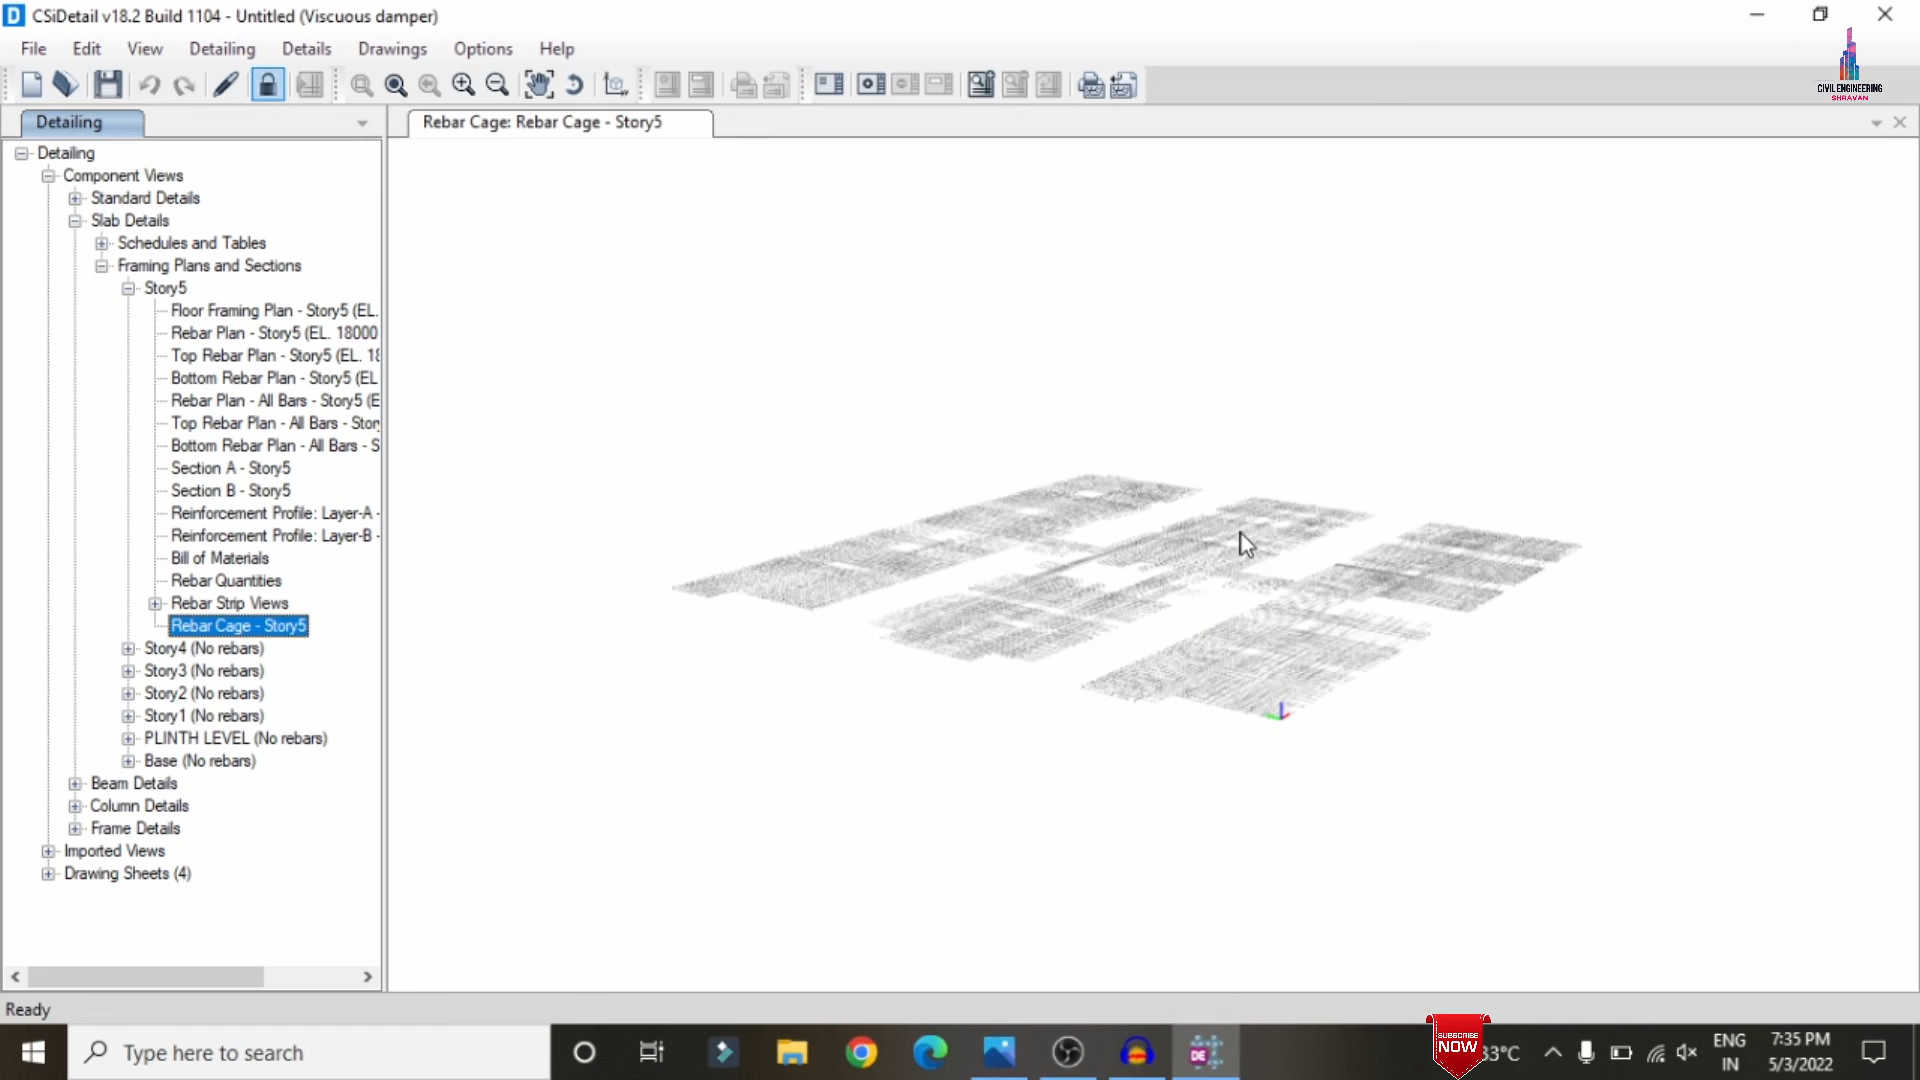 CSiDetail v18.2 Build 1104 - Untitled (Viscuous damper)
File Edit View Detailing Details Drawings Options Help
CIVIL ENGINEERING
SHRAVAN
Detailing
Rebar Cage: Rebar Cage - Story5
Detailing
Component Views
Standard Details
Slab Details
Schedules and Tables
Framing Plans and Sections
Story5
Floor Framing Plan - Story5 (EL.
Rebar Plan - Story5 (EL. 18000
Top Rebar Plan - Story5 (EL. 18
Bottom Rebar Plan - Story5 (EL
Rebar Plan - All Bars - Story5 (E
Top Rebar Plan - All Bars - Story
Bottom Rebar Plan - All Bars - S
Section A - Story5
Section B - Story5
Reinforcement Profile: Layer-A -
Reinforcement Profile: Layer-B -
Bill of Materials
Rebar Quantities
Rebar Strip Views
Rebar Cage - Story5
Story4 (No rebars)
Story3 (No rebars)
Story2 (No rebars)
Story1 (No rebars)
PLINTH LEVEL (No rebars)
Base (No rebars)
Beam Details
Column Details
Frame Details
Imported Views
Drawing Sheets (4)
Ready
Type here to search
DE
SUBSCRIBE
NOW
33°C
ENG
IN
7:35 PM
5/3/2022